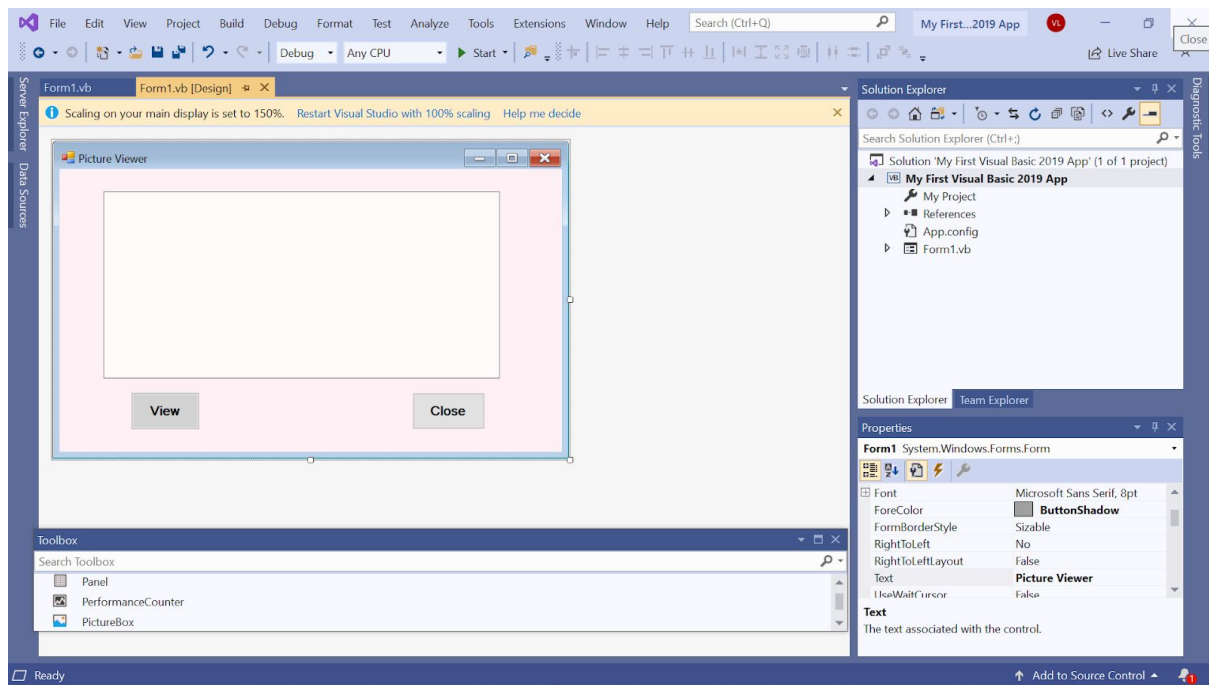 File Edit View Project Build Debug Format Test Analyze Tools Extensions Window Help Search (Ctrl+Q) My First...2019 App VL
Close
Debug Any CPU Start Live Share
Server Explorer
Data Sources
Form1.vb Form1.vb [Design]
Scaling on your main display is set to 150%. Restart Visual Studio with 100% scaling Help me decide
Picture Viewer
View Close
Toolbox
Search Toolbox
Panel
PerformanceCounter
PictureBox
Solution Explorer
Search Solution Explorer (Ctrl+;)
Solution 'My First Visual Basic 2019 App' (1 of 1 project)
VB My First Visual Basic 2019 App
My Project
References
App.config
Form1.vb
Solution Explorer Team Explorer
Properties
Form1 System.Windows.Forms.Form
Font Microsoft Sans Serif, 8pt
ForeColor ButtonShadow
FormBorderStyle Sizable
RightToLeft No
RightToLeftLayout False
Text Picture Viewer
UseWaitCursor False
Text
The text associated with the control.
Diagnostic Tools
Ready Add to Source Control 1